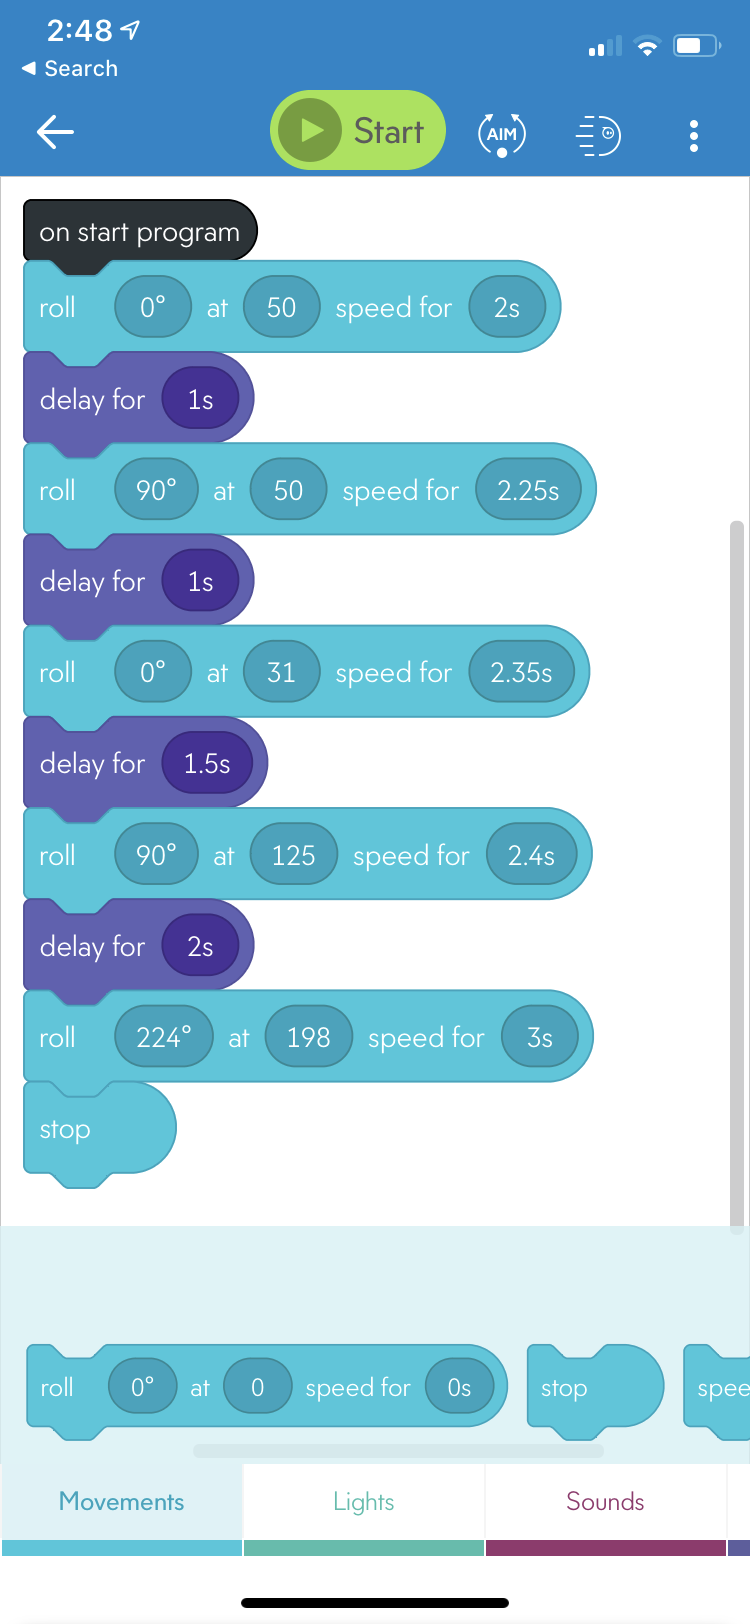 2:48
◀ Search
Start
AIM
on start program
roll 0° at 50 speed for 2s
delay for 1s
roll 90° at 50 speed for 2.25s
delay for 1s
roll 0° at 31 speed for 2.35s
delay for 1.5s
roll 90° at 125 speed for 2.4s
delay for 2s
roll 224° at 198 speed for 3s
stop
roll 0° at 0 speed for 0s stop spee
Movements Lights Sounds